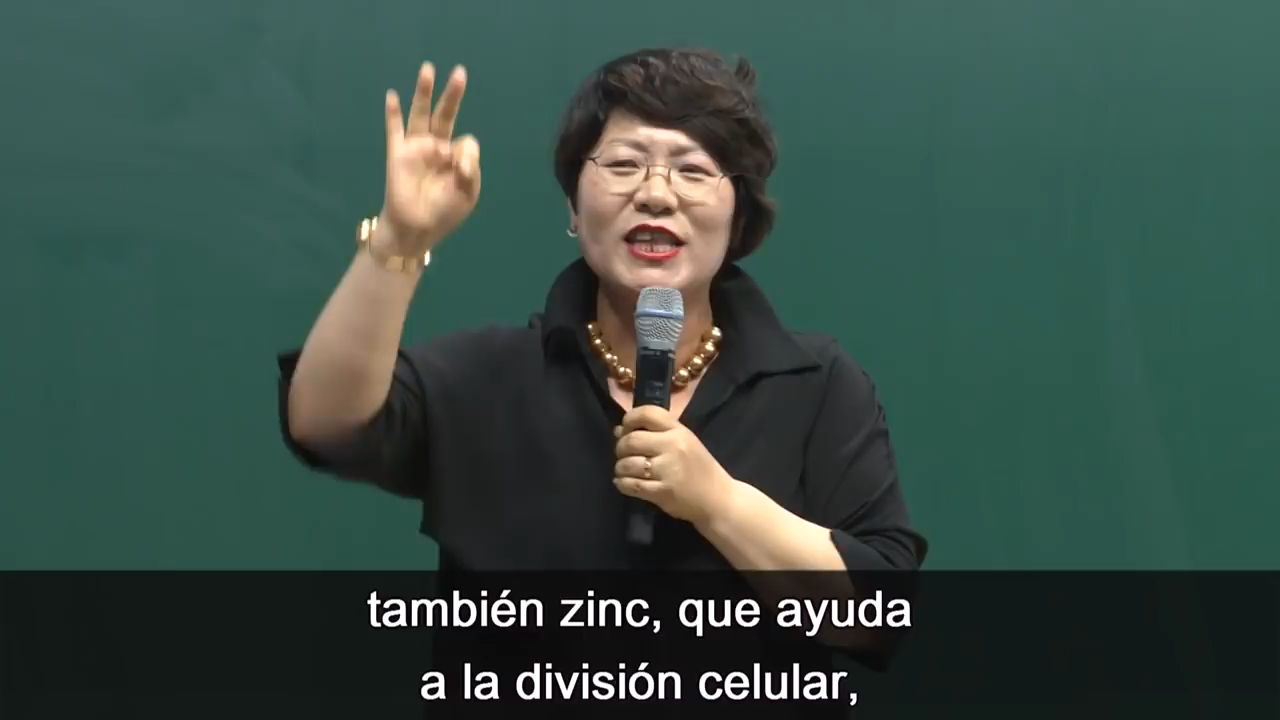 también zinc, que ayuda
a la división celular,